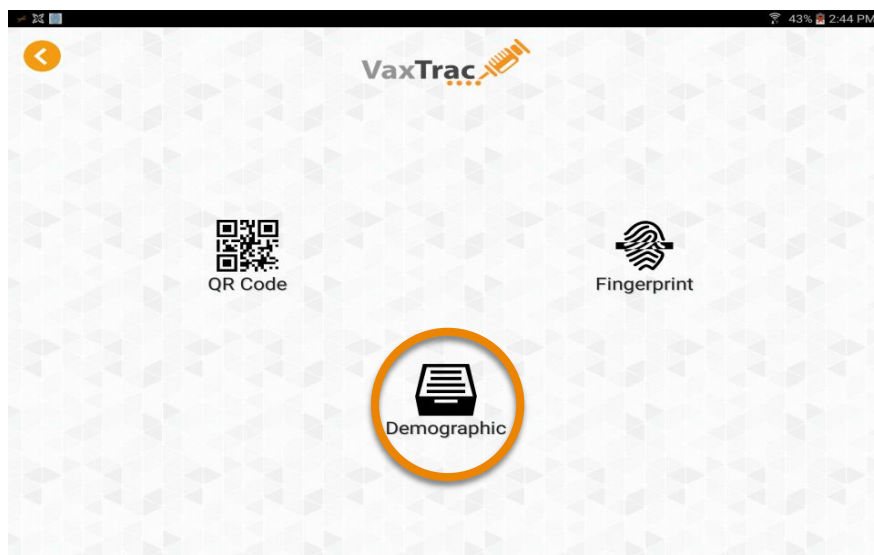 43% 2:44 PM
VaxTrac
QR Code
Fingerprint
Demographic